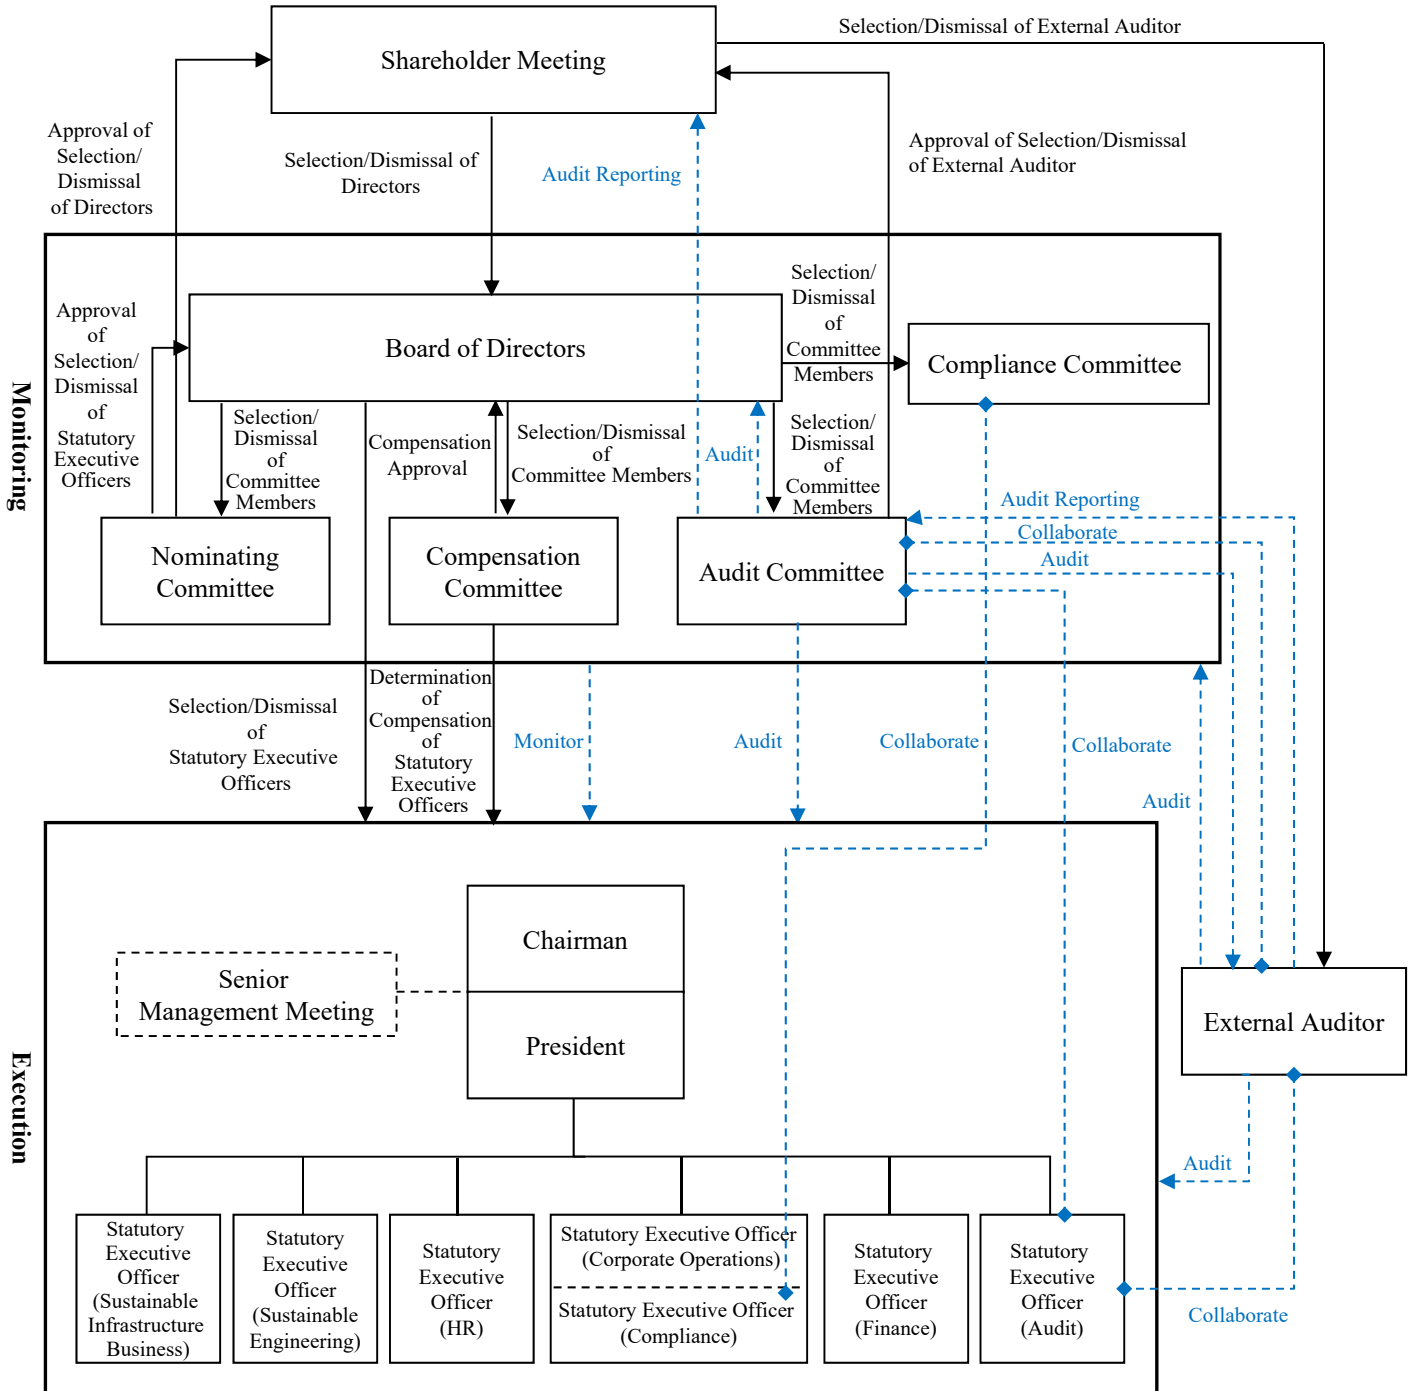 Selection/Dismissal of External Auditor
Shareholder Meeting
Approval of
Selection/
Dismissal
of Directors
Selection/Dismissal of
Directors
Audit Reporting
Approval of Selection/Dismissal
of External Auditor
Monitoring
Approval
of
Selection/
Dismissal
of
Statutory
Executive
Officers
Board of Directors
Selection/
Dismissal
of
Committee
Members
Compliance Committee
Selection/
Dismissal
of
Committee
Members
Compensation
Approval
Selection/Dismissal
of
Committee Members
Audit
Selection/
Dismissal
of
Committee
Members
Nominating
Committee
Compensation
Committee
Audit Committee
Audit Reporting
Collaborate
Audit
Selection/Dismissal
of
Statutory Executive
Officers
Determination
of
Compensation
of
Statutory
Executive
Officers
Monitor
Audit
Collaborate
Collaborate
Audit
Execution
Chairman
Senior
Management Meeting
President
External Auditor
Audit
Collaborate
Statutory
Executive
Officer
(Sustainable
Infrastructure
Business)
Statutory
Executive
Officer
(Sustainable
Engineering)
Statutory
Executive
Officer
(HR)
Statutory Executive Officer
(Corporate Operations)
Statutory Executive Officer
(Compliance)
Statutory
Executive
Officer
(Finance)
Statutory
Executive
Officer
(Audit)